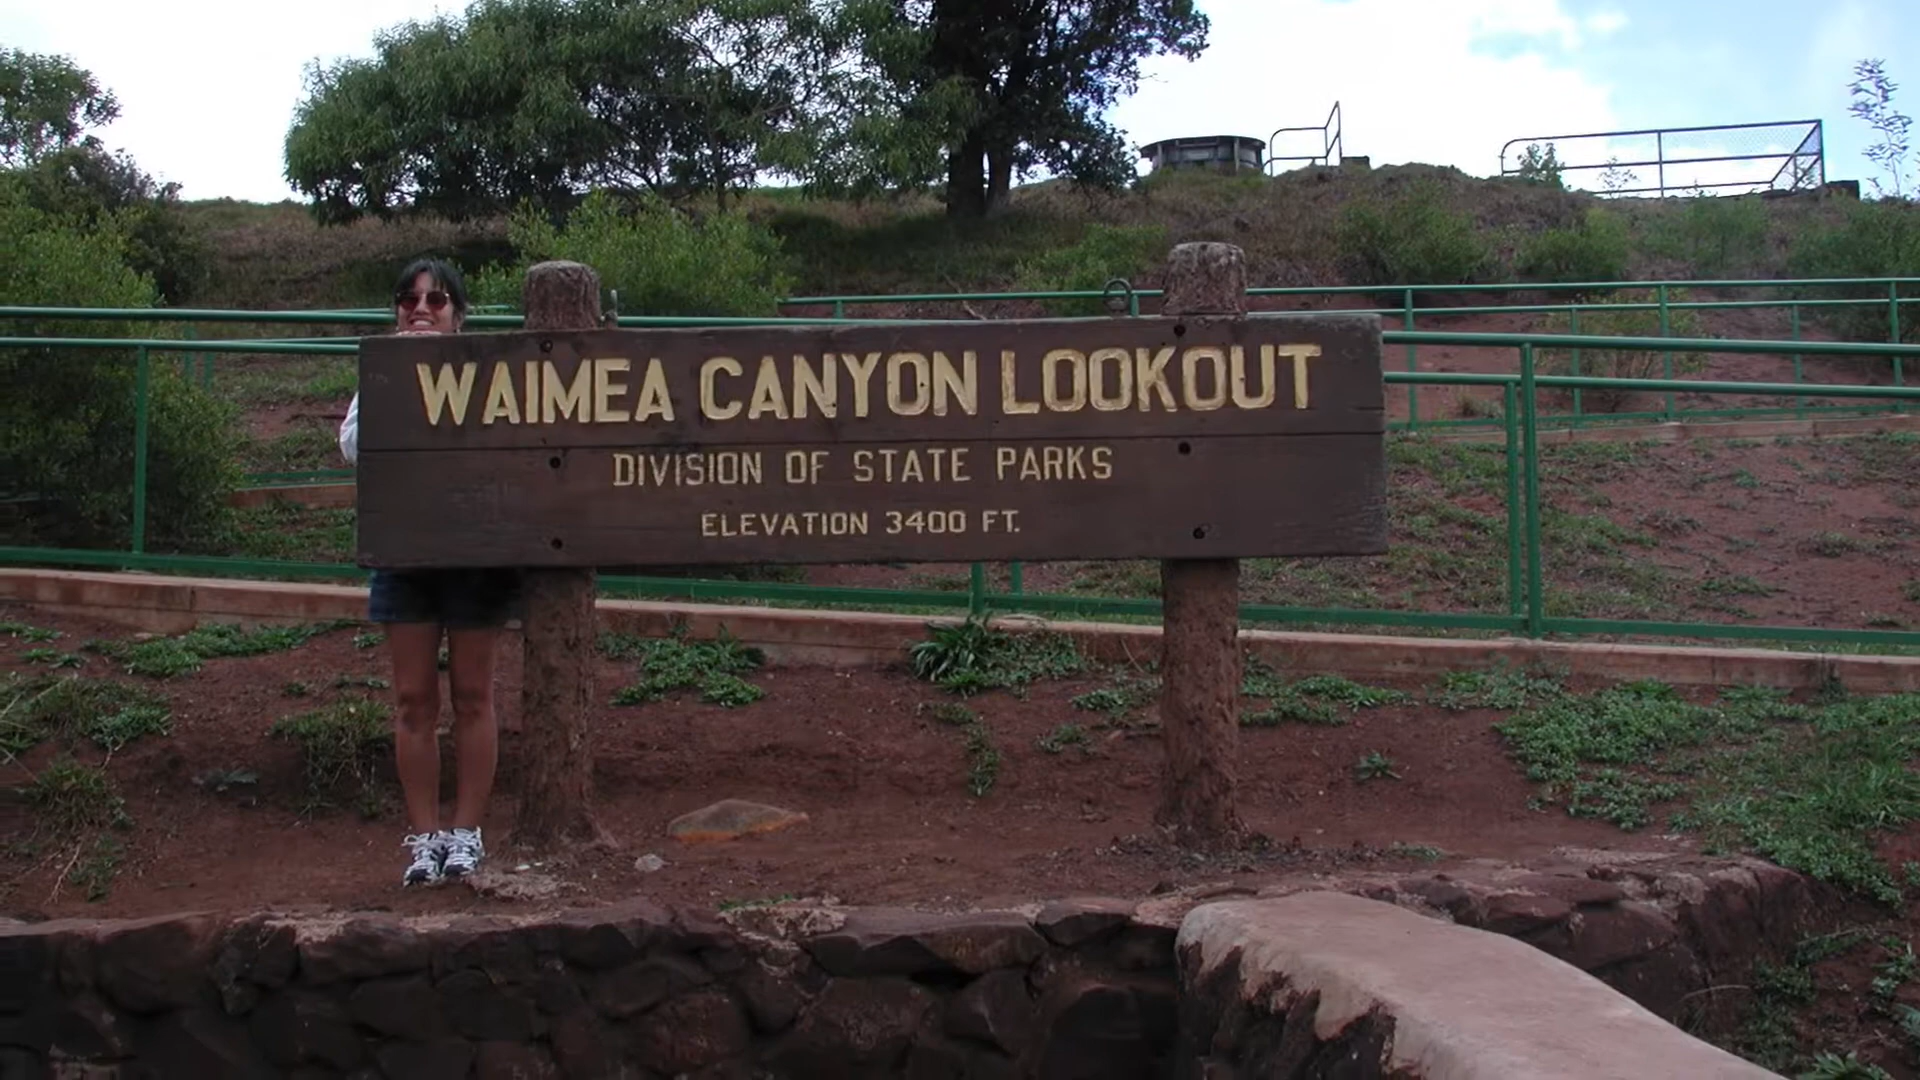 WAIMEA CANYON LOOKOUT
DIVISION OF STATE PARKS
ELEVATION 3400 FT.